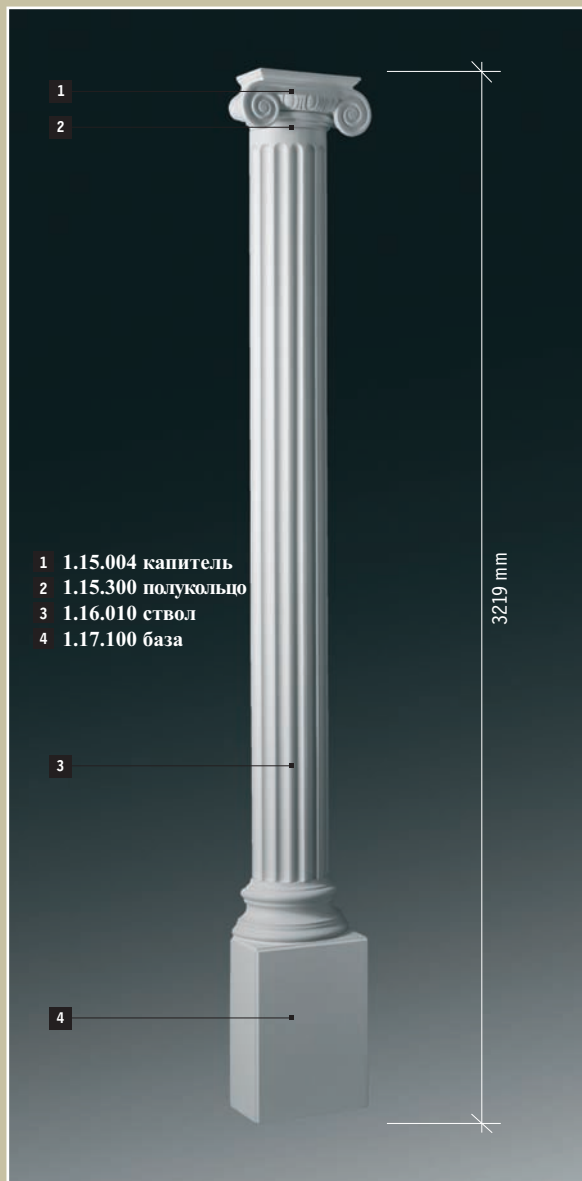 1
2
1 1.15.004 капитель
2 1.15.300 полукольцо
3 1.16.010 ствол
4 1.17.100 база
3219 mm
3
4